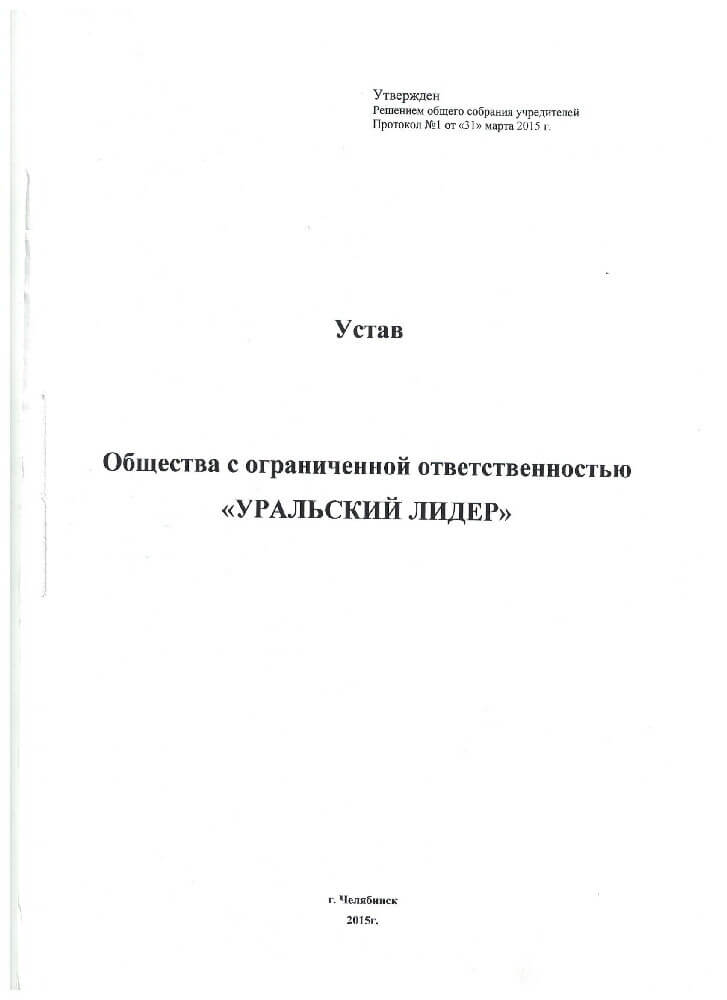 Утвержден
Решением общего собрания учредителей
Протокол №1 от «31» марта 2015 г.
Устав
Общества с ограниченной ответственностью
«УРАЛЬСКИЙ ЛИДЕР»
г. Челябинск
2015г.